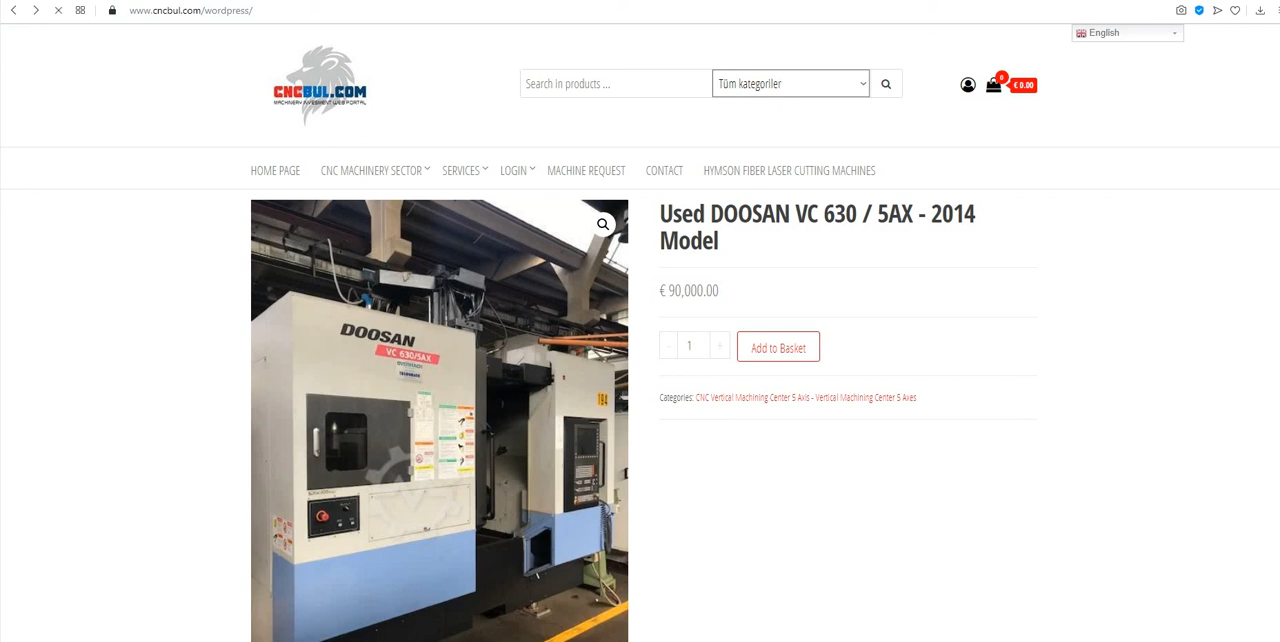 www.cncbul.com/wordpress/
English
CNCBUL.COM
MACHINERY INVESMENT WEB PORTAL
Search in products ...
Tüm kategoriler
0
€ 0.00
HOME PAGE
CNC MACHINERY SECTOR
SERVICES
LOGIN
MACHINE REQUEST
CONTACT
HYMSON FIBER LASER CUTTING MACHINES
DOOSAN
VC 630/5AX
184
Used DOOSAN VC 630 / 5AX - 2014
Model
€ 90,000.00
- 1 +
Add to Basket
Categories: CNC Vertical Machining Center 5 Axis - Vertical Machining Center 5 Axes